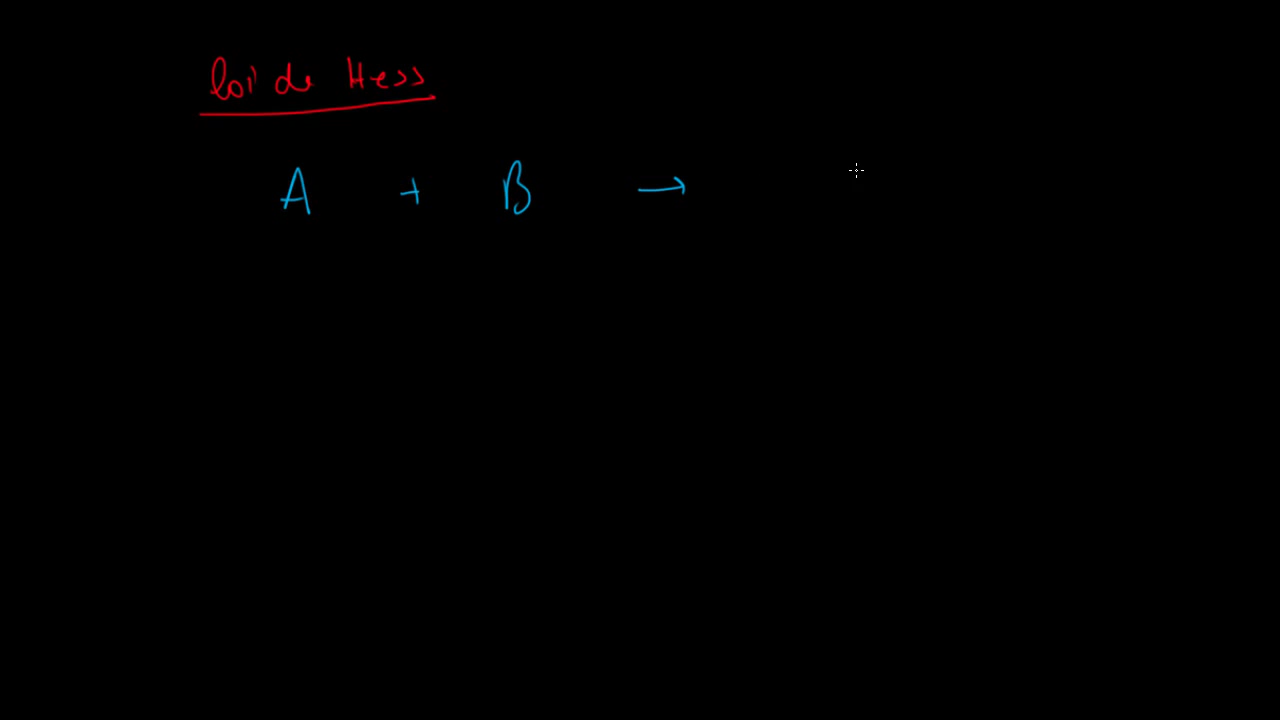 loi de Hess
A + B →